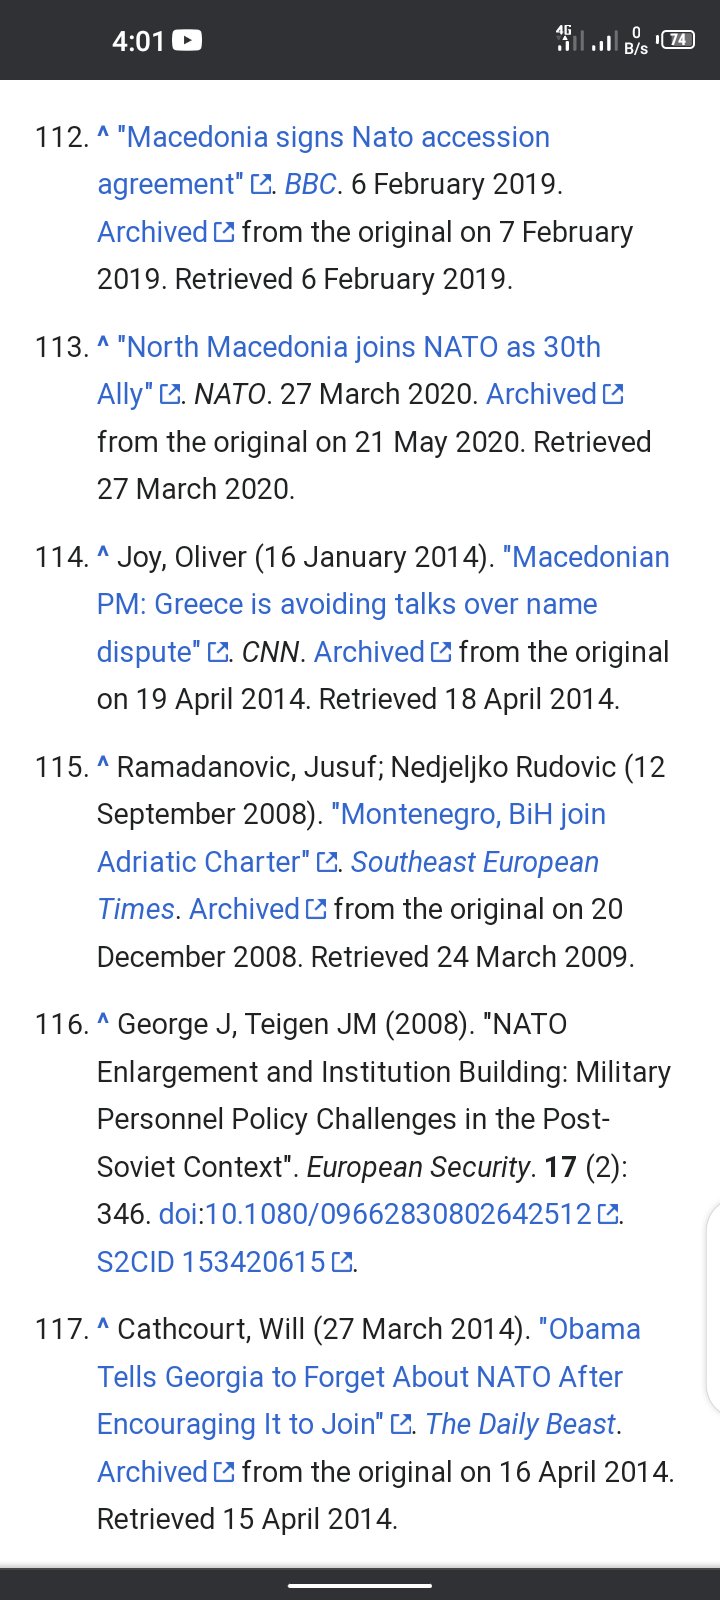 4:01
4G
0
B/s
74
112. ^ "Macedonia signs Nato accession
agreement". BBC. 6 February 2019.
Archived from the original on 7 February
2019. Retrieved 6 February 2019.
113. ^ "North Macedonia joins NATO as 30th
Ally". NATO. 27 March 2020. Archived
from the original on 21 May 2020. Retrieved
27 March 2020.
114. ^ Joy, Oliver (16 January 2014). "Macedonian
PM: Greece is avoiding talks over name
dispute". CNN. Archived from the original
on 19 April 2014. Retrieved 18 April 2014.
115. ^ Ramadanovic, Jusuf; Nedjeljko Rudovic (12
September 2008). "Montenegro, BiH join
Adriatic Charter". Southeast European
Times. Archived from the original on 20
December 2008. Retrieved 24 March 2009.
116. ^ George J, Teigen JM (2008). "NATO
Enlargement and Institution Building: Military
Personnel Policy Challenges in the Post-
Soviet Context". European Security. 17 (2):
346. doi:10.1080/09662830802642512.
S2CID 153420615.
117. ^ Cathcourt, Will (27 March 2014). "Obama
Tells Georgia to Forget About NATO After
Encouraging It to Join". The Daily Beast.
Archived from the original on 16 April 2014.
Retrieved 15 April 2014.